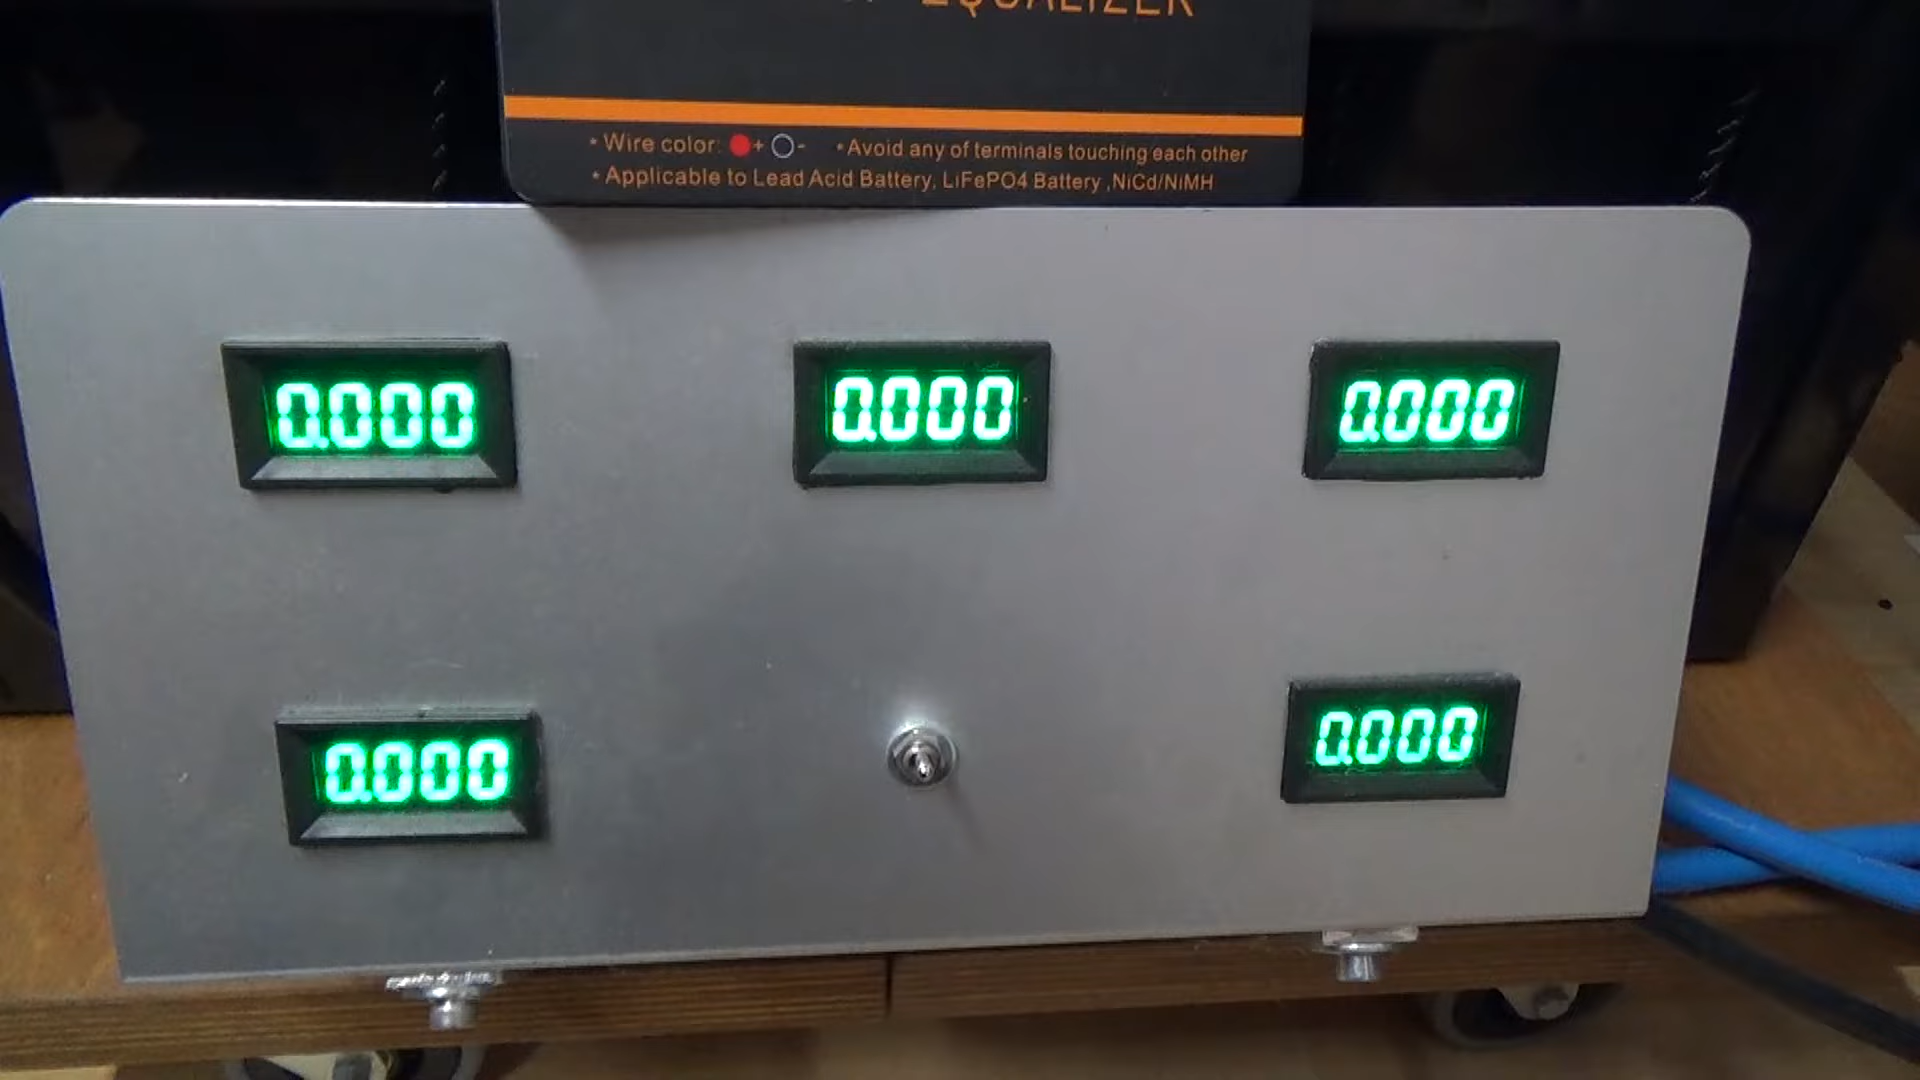 EQUALIZER
• Wire color: + - • Avoid any of terminals touching each other
• Applicable to Lead Acid Battery, LiFePO4 Battery ,NiCd/NiMH
0.000 0.000 0.000
0.000 0.000